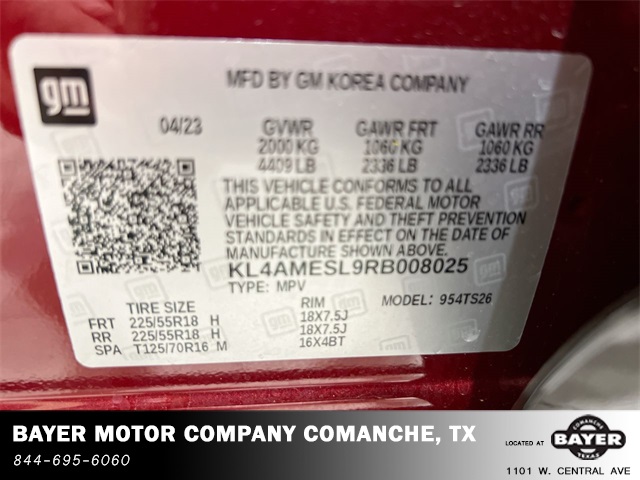 gm
MFD BY GM KOREA COMPANY
04/23 GVWR GAWR FRT GAWR RR
2000 KG 1060 KG 1060 KG
4409 LB 2336 LB 2336 LB
THIS VEHICLE CONFORMS TO ALL
APPLICABLE U.S. FEDERAL MOTOR
VEHICLE SAFETY AND THEFT PREVENTION
STANDARDS IN EFFECT ON THE DATE OF
MANUFACTURE SHOWN ABOVE.
KL4AMESL9RB008025
TYPE: MPV MODEL: 954TS26
TIRE SIZE RIM
FRT 225/55R18 H 18X7.5J
RR 225/55R18 H 18X7.5J
SPA T125/70R16 M 16X4BT
BAYER MOTOR COMPANY COMANCHE, TX
844-695-6060
LOCATED AT
COMANCHE
BAYER
TEXAS
1101 W. CENTRAL AVE